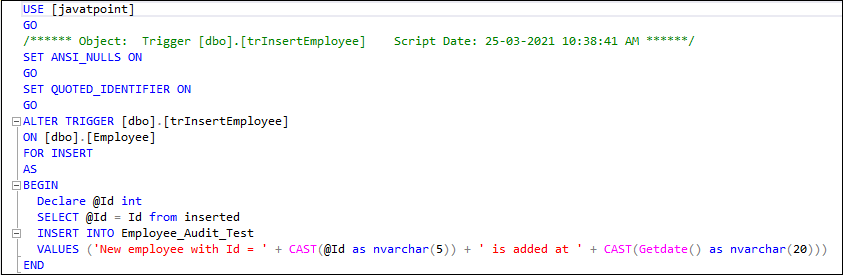 USE [javatpoint]
GO
/****** Object:  Trigger [dbo].[trInsertEmployee]    Script Date: 25-03-2021 10:38:41 AM ******/
SET ANSI_NULLS ON
GO
SET QUOTED_IDENTIFIER ON
GO
ALTER TRIGGER [dbo].[trInsertEmployee]
ON [dbo].[Employee]
FOR INSERT
AS
BEGIN
  Declare @Id int
  SELECT @Id = Id from inserted
  INSERT INTO Employee_Audit_Test
  VALUES ('New employee with Id = ' + CAST(@Id as nvarchar(5)) + ' is added at ' + CAST(Getdate() as nvarchar(20)))
END